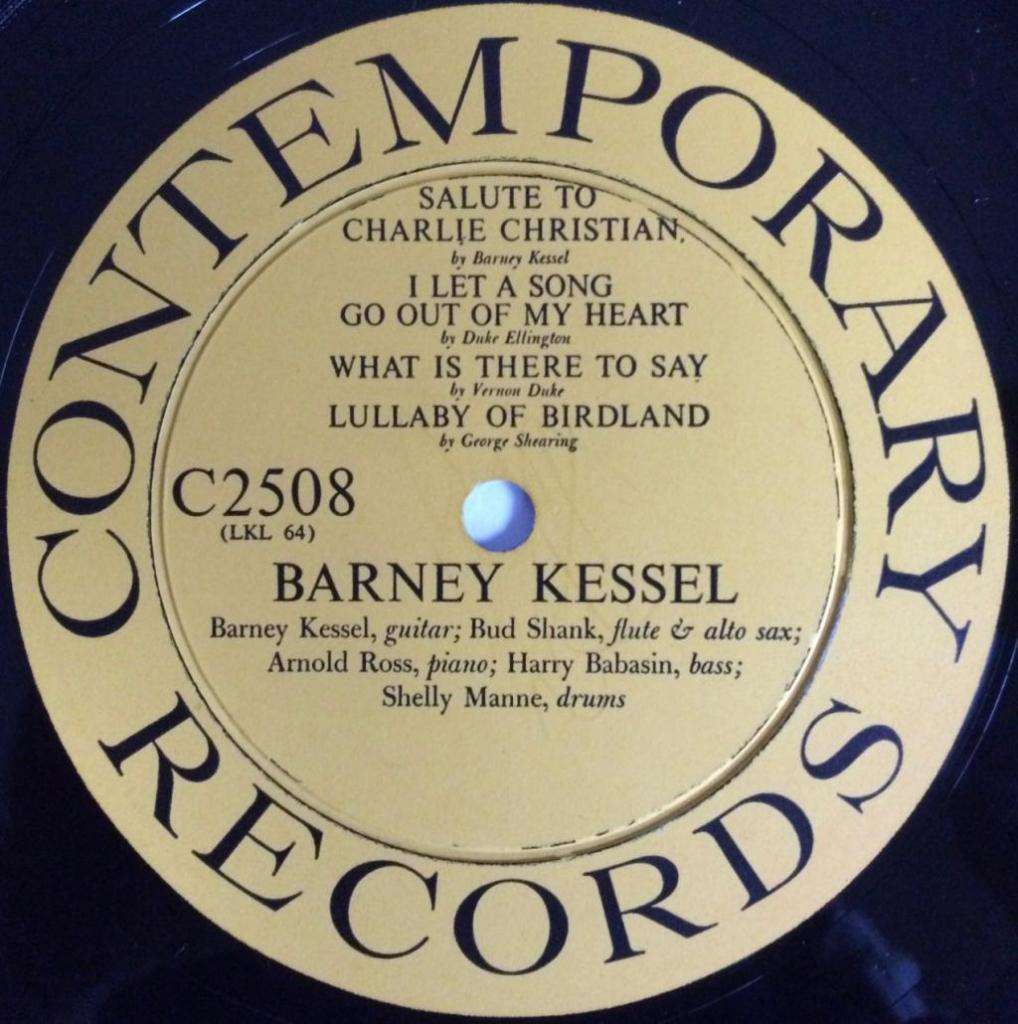 CONTEMPORARY
SALUTE TO
CHARLIE CHRISTIAN
by Barney Kessel
I LET A SONG
GO OUT OF MY HEART
by Duke Ellington
WHAT IS THERE TO SAY
by Vernon Duke
LULLABY OF BIRDLAND
by George Shearing
C2508
(LKL 64)
BARNEY KESSEL
Barney Kessel, guitar; Bud Shank, flute & alto sax;
Arnold Ross, piano; Harry Babasin, bass;
Shelly Manne, drums
RECORDS